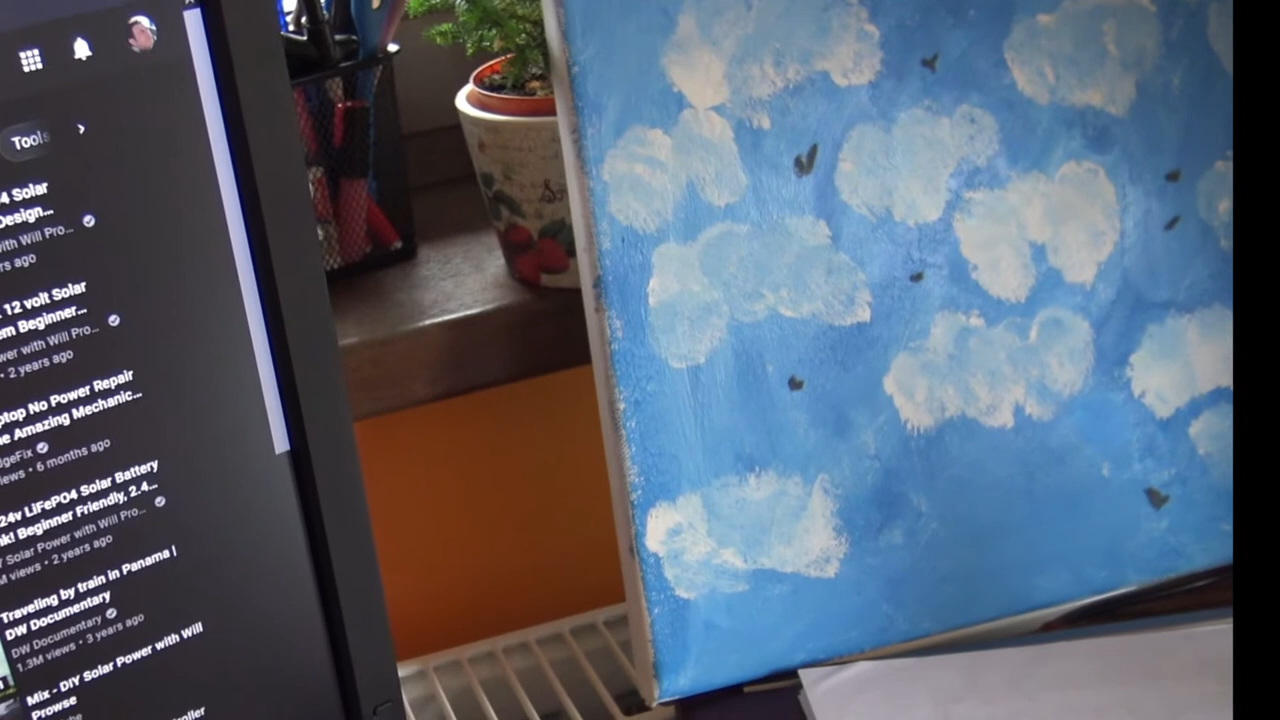 Tools
4 Solar
Design...
with Will Pro...
rs ago
12 volt Solar
em Beginner...
wer with Will Pro...
• 2 years ago
ptop No Power Repair
he Amazing Mechanic...
dgeFix
iews • 6 months ago
24v LiFePO4 Solar Battery
nk! Beginner Friendly, 2.4...
Y Solar Power with Will Pro...
M views • 2 years ago
Traveling by train in Panama |
DW Documentary
DW Documentary
1.3M views • 3 years ago
Mix - DIY Solar Power with Will
Prowse